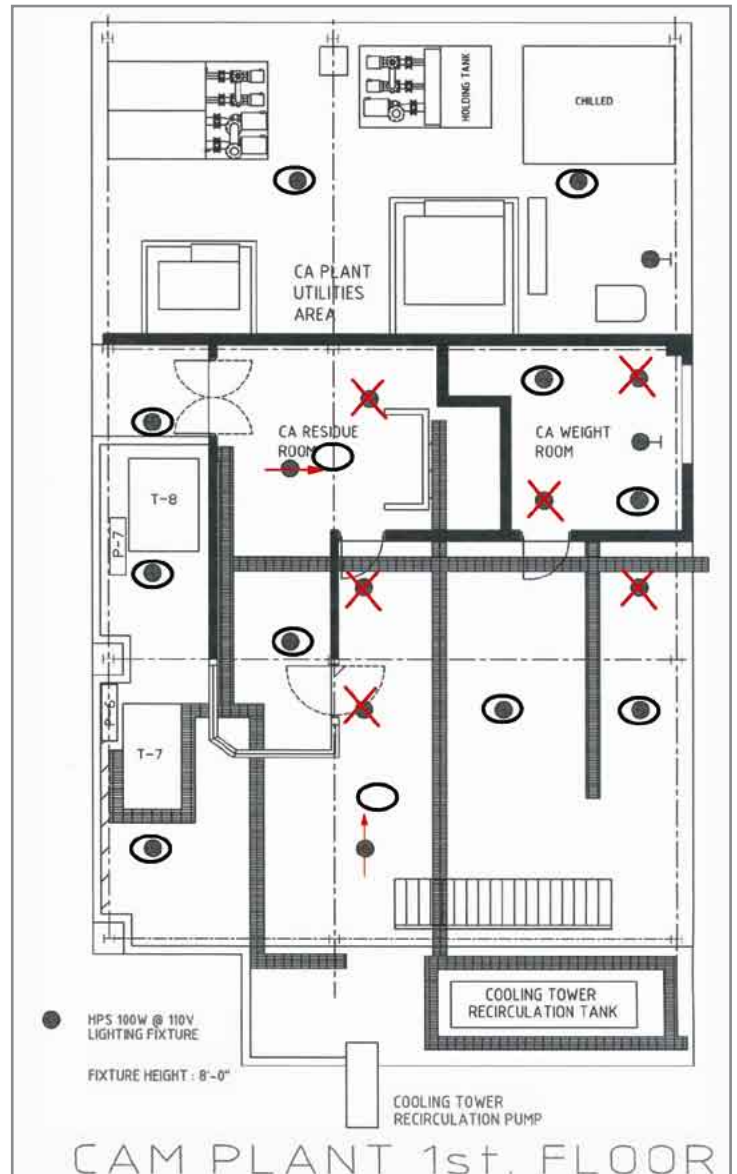 HOLDING TANK
CHILLED
CA PLANT
UTILITIES
AREA
CA RESIDUE
ROOM
CA WEIGHT
ROOM
T-8
P-7
P-6
T-7
COOLING TOWER
RECIRCULATION TANK
HPS 100W @ 110V
LIGHTING FIXTURE
FIXTURE HEIGHT : 8'-0"
COOLING TOWER
RECIRCULATION PUMP
CAM PLANT 1st. FLOOR